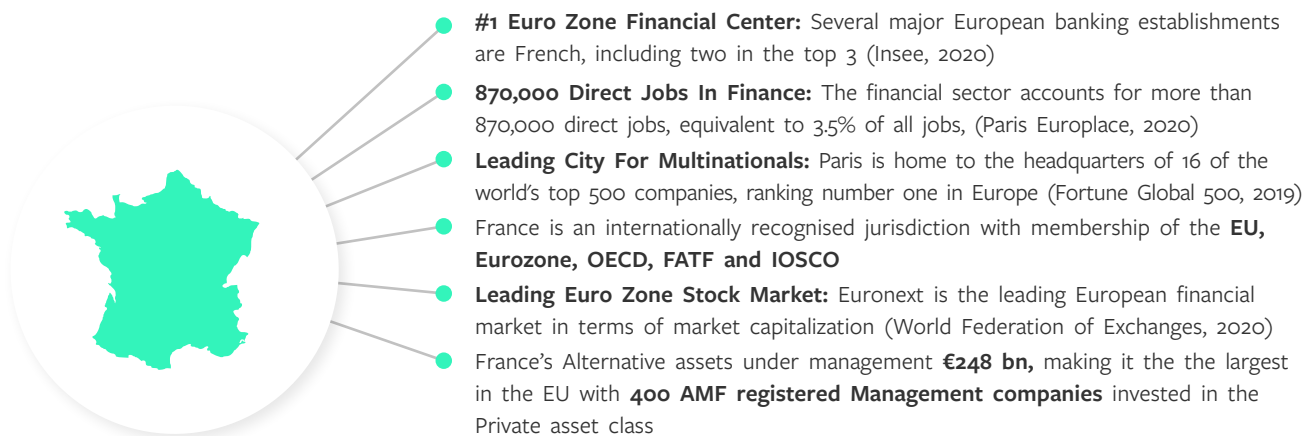 #1 Euro Zone Financial Center: Several major European banking establishments
are French, including two in the top 3 (Insee, 2020)
870,000 Direct Jobs In Finance: The financial sector accounts for more than
870,000 direct jobs, equivalent to 3.5% of all jobs, (Paris Europlace, 2020)
Leading City For Multinationals: Paris is home to the headquarters of 16 of the
world's top 500 companies, ranking number one in Europe (Fortune Global 500, 2019)
France is an internationally recognised jurisdiction with membership of the EU,
Eurozone, OECD, FATF and IOSCO
Leading Euro Zone Stock Market: Euronext is the leading European financial
market in terms of market capitalization (World Federation of Exchanges, 2020)
France's Alternative assets under management €248 bn, making it the the largest
in the EU with 400 AMF registered Management companies invested in the
Private asset class